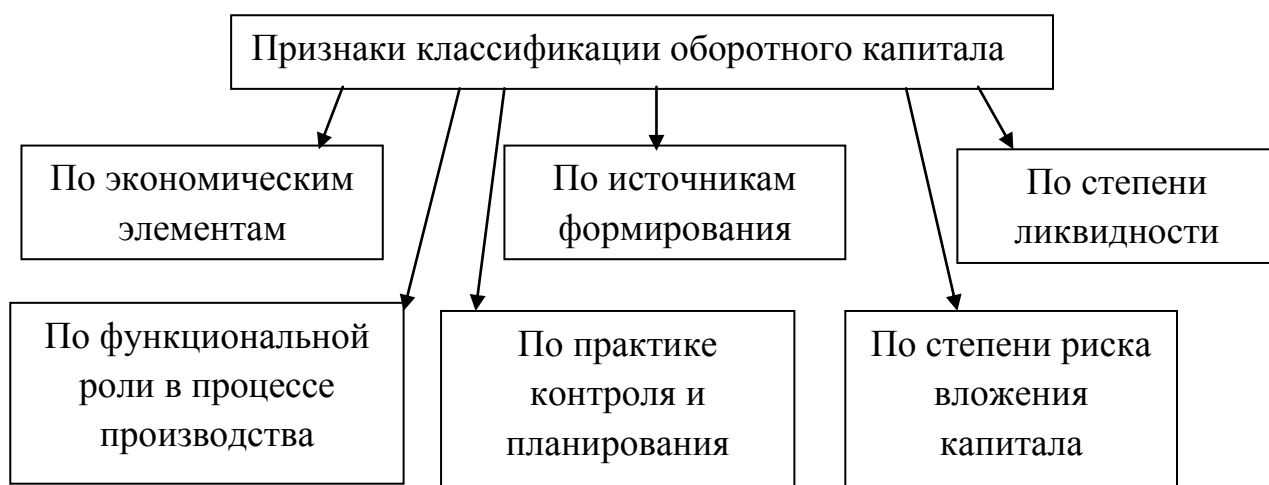 Признаки классификации оборотного капитала
По экономическим
элементам
По источникам
формирования
По степени
ликвидности
По функциональной
роли в процессе
производства
По практике
контроля и
планирования
По степени риска
вложения
капитала